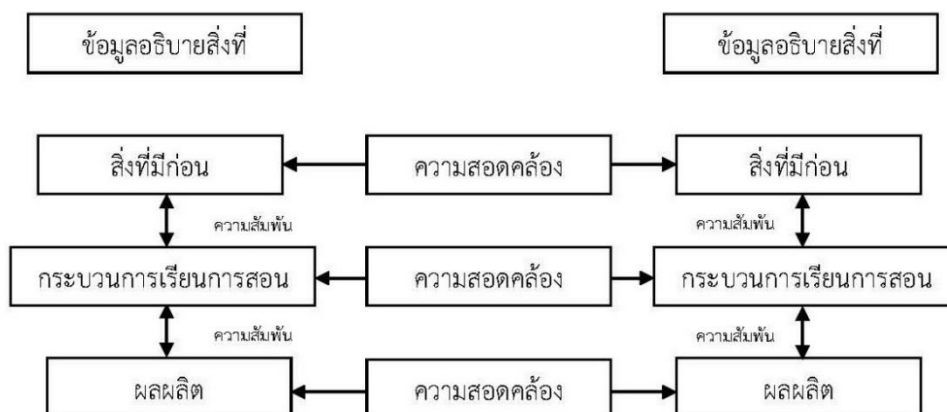 ข้อมูลอธิบายสิ่งที่ ข้อมูลอธิบายสิ่งที่
สิ่งที่มีก่อน ความสอดคล้อง สิ่งที่มีก่อน
ความสัมพัน ความสัมพัน
กระบวนการเรียนการสอน ความสอดคล้อง กระบวนการเรียนการสอน
ความสัมพัน ความสัมพัน
ผลผลิต ความสอดคล้อง ผลผลิต